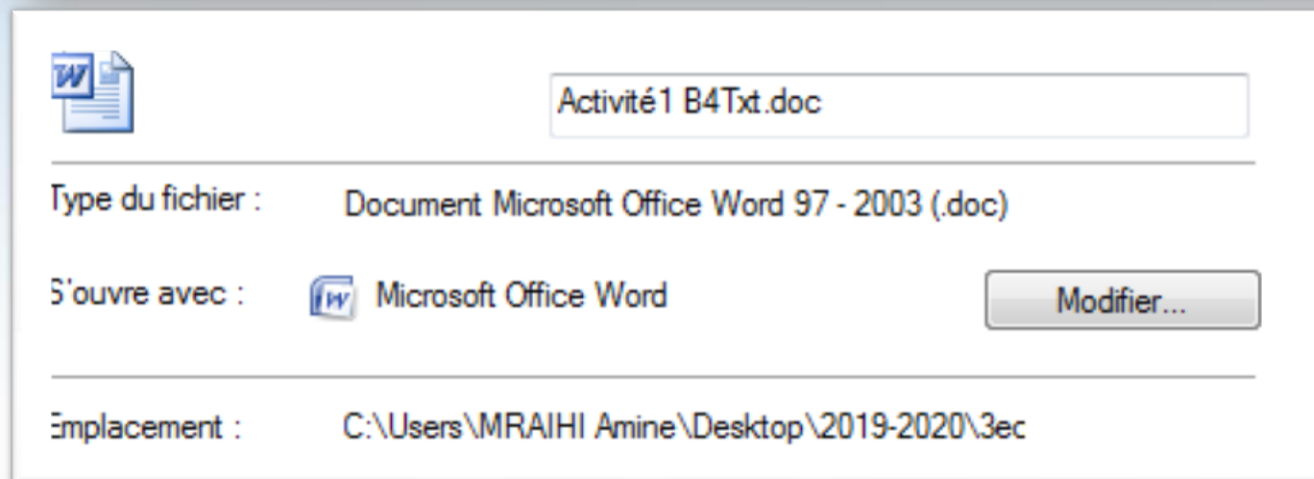 Activité1 B4Txt.doc
Type du fichier : Document Microsoft Office Word 97 - 2003 (.doc)
S'ouvre avec : Microsoft Office Word Modifier...
Emplacement : C:\Users\MRAIHI Amine\Desktop\2019-2020\3ec